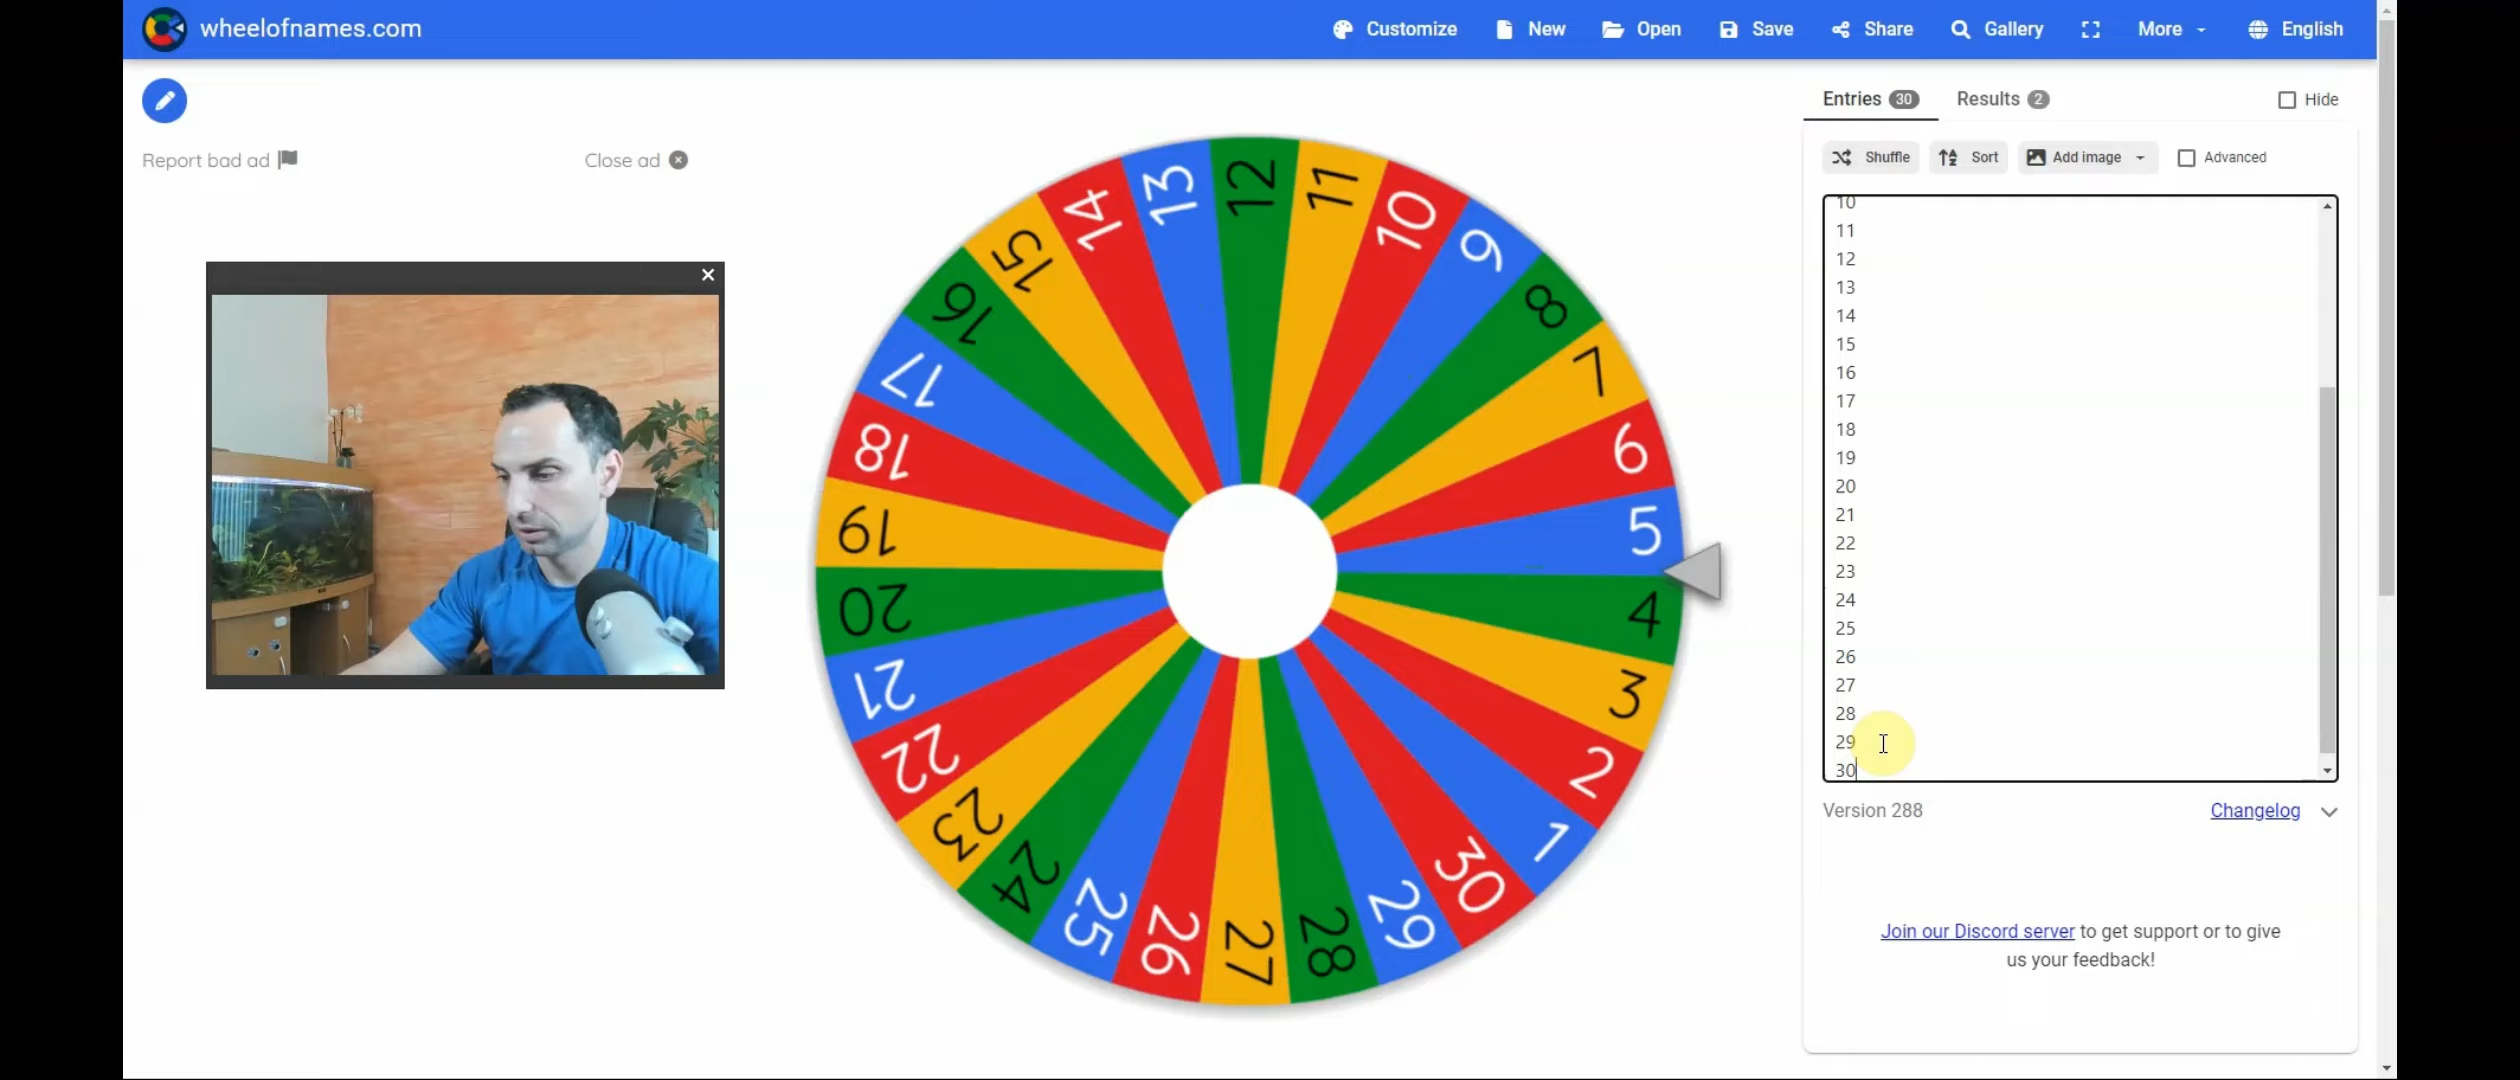 wheelofnames.com
Customize
New
Open
Save
Share
Gallery
More
English
Report bad ad
Close ad
Entries 30
Results 2
Hide
Shuffle
Sort
Add image
Advanced
10
11
12
13
14
15
16
17
18
19
20
21
22
23
24
25
26
27
28
29
30
Version 288
Changelog
Join our Discord server to get support or to give
us your feedback!
1
2
3
4
5
6
7
8
9
10
11
12
13
14
15
16
17
18
19
20
21
22
23
24
25
26
27
28
29
30